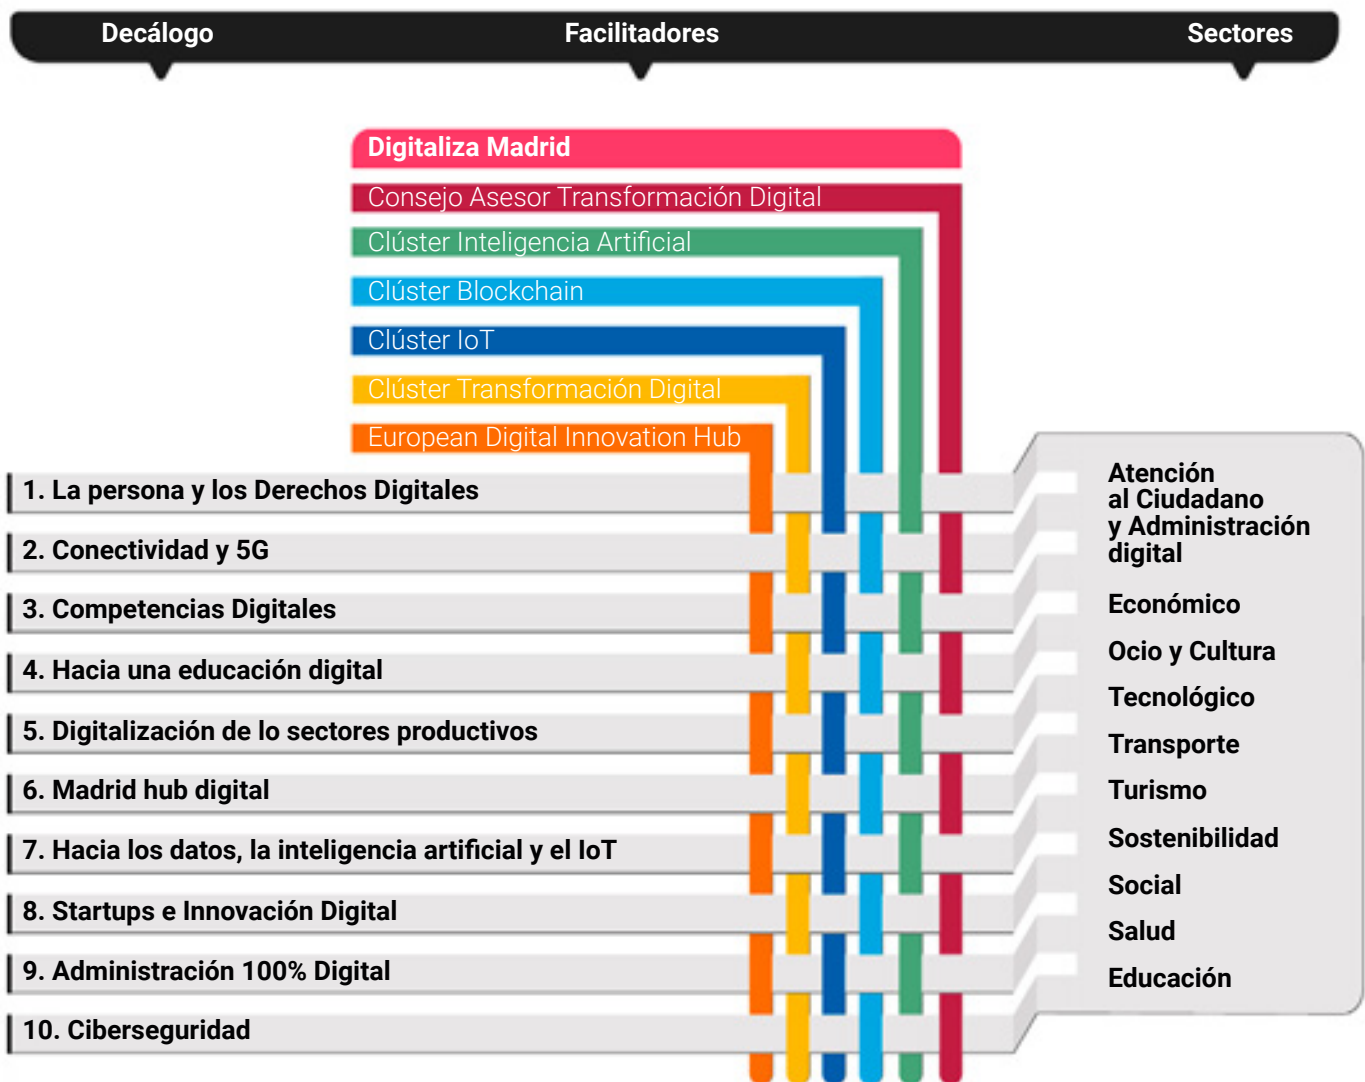 Decálogo
Facilitadores
Sectores
Digitaliza Madrid
Consejo Asesor Transformación Digital
Clúster Inteligencia Artificial
Clúster Blockchain
Clúster IoT
Clúster Transformación Digital
European Digital Innovation Hub
1. La persona y los Derechos Digitales
2. Conectividad y 5G
3. Competencias Digitales
4. Hacia una educación digital
5. Digitalización de lo sectores productivos
6. Madrid hub digital
7. Hacia los datos, la inteligencia artificial y el IoT
8. Startups e Innovación Digital
9. Administración 100% Digital
10. Ciberseguridad
Atención
al Ciudadano
y Administración
digital
Económico
Ocio y Cultura
Tecnológico
Transporte
Turismo
Sostenibilidad
Social
Salud
Educación